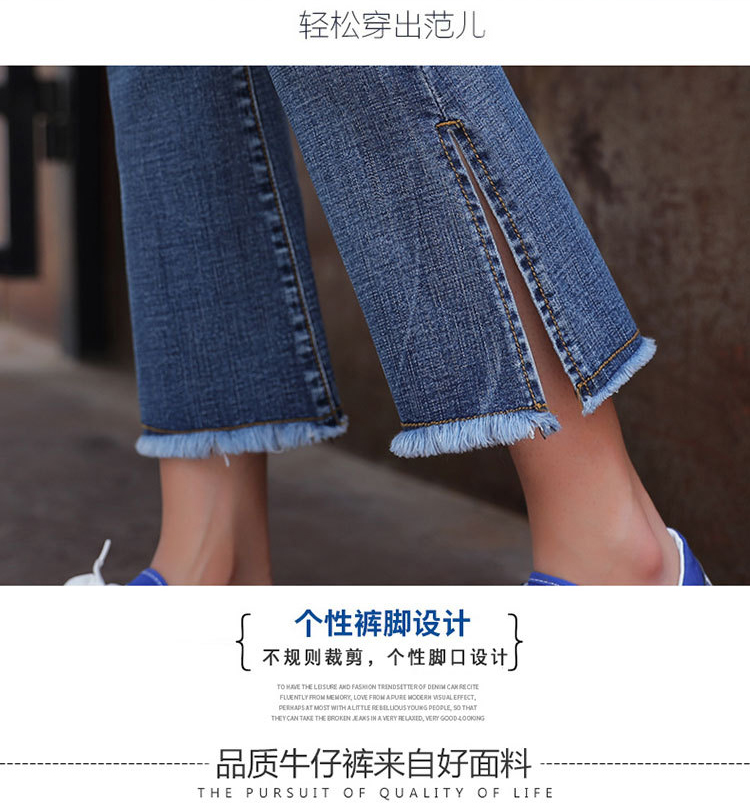 轻松穿出范儿
个性裤脚设计
不规则裁剪，个性脚口设计
TO HAVE THE LEISURE AND FASHION TRENDSETTER OF DENIM CAN RECITE
FLUENTLY FROM MEMORY, LOVE FROM A PURE MODERN VISUAL EFFECT,
PERHAPS AT MOST WITH A LITTLE REBELLIOUS YOUNG PEOPLE, SO THAT
THEY CAN TAKE THE BROKEN JEANS IN A VERY RELAXED, VERY GOOD-LOOKING
品质牛仔裤来自好面料
THE PURSUIT OF QUALITY OF LIFE